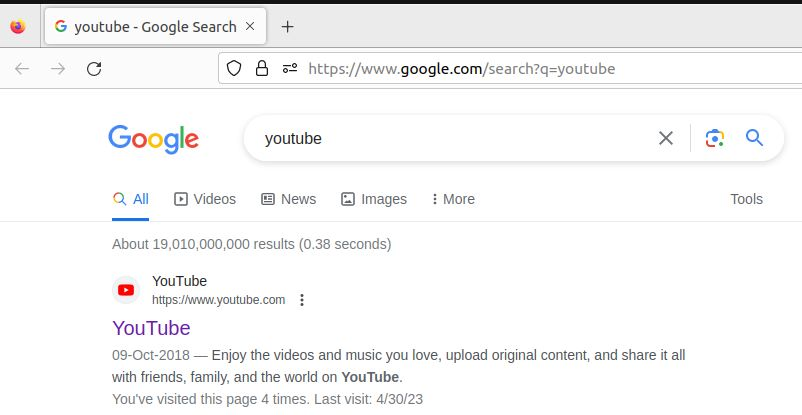 youtube - Google Search
https://www.google.com/search?q=youtube
Google
youtube
All Videos News Images More Tools
About 19,010,000,000 results (0.38 seconds)
YouTube
https://www.youtube.com
YouTube
09-Oct-2018 — Enjoy the videos and music you love, upload original content, and share it all
with friends, family, and the world on YouTube.
You've visited this page 4 times. Last visit: 4/30/23